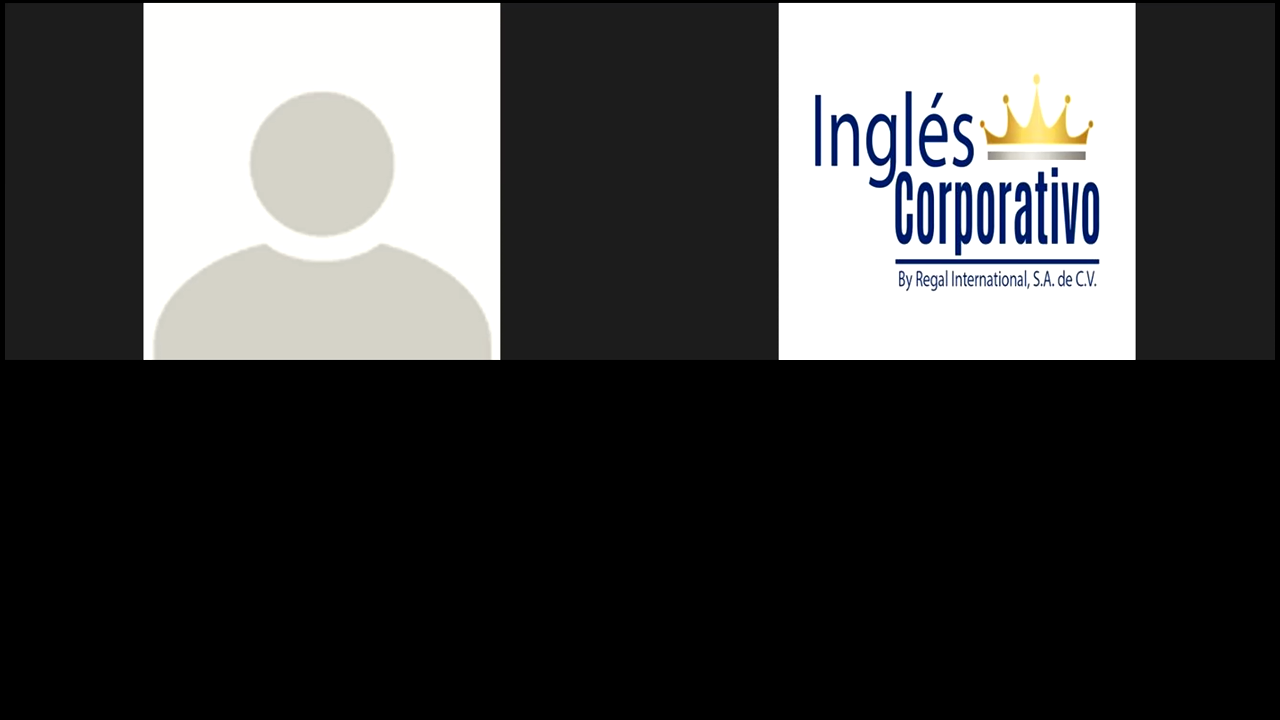 Inglés
Corporativo
By Regal International, S.A. de C.V.